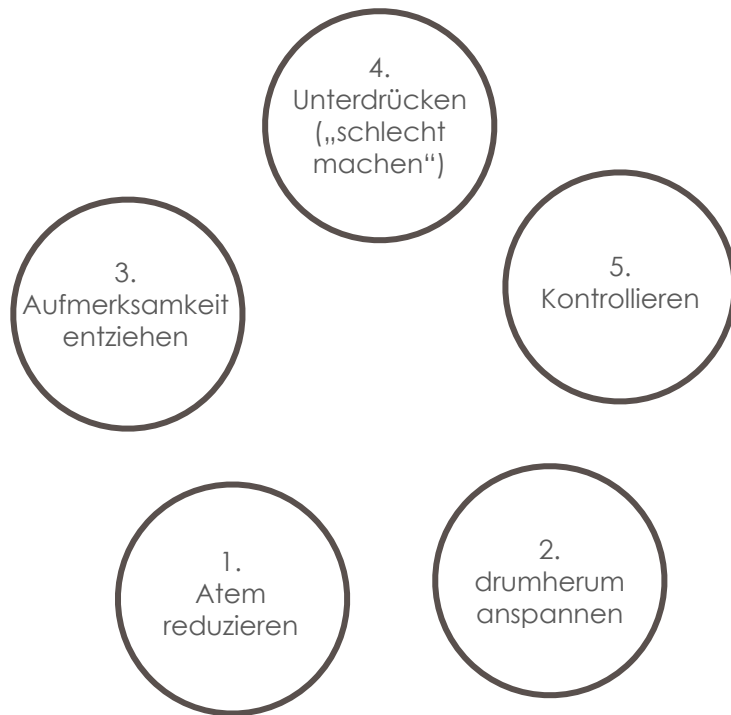 4.
Unterdrücken
(„schlecht
machen“)
3.
Aufmerksamkeit
entziehen
5.
Kontrollieren
1.
Atem
reduzieren
2.
drumherum
anspannen